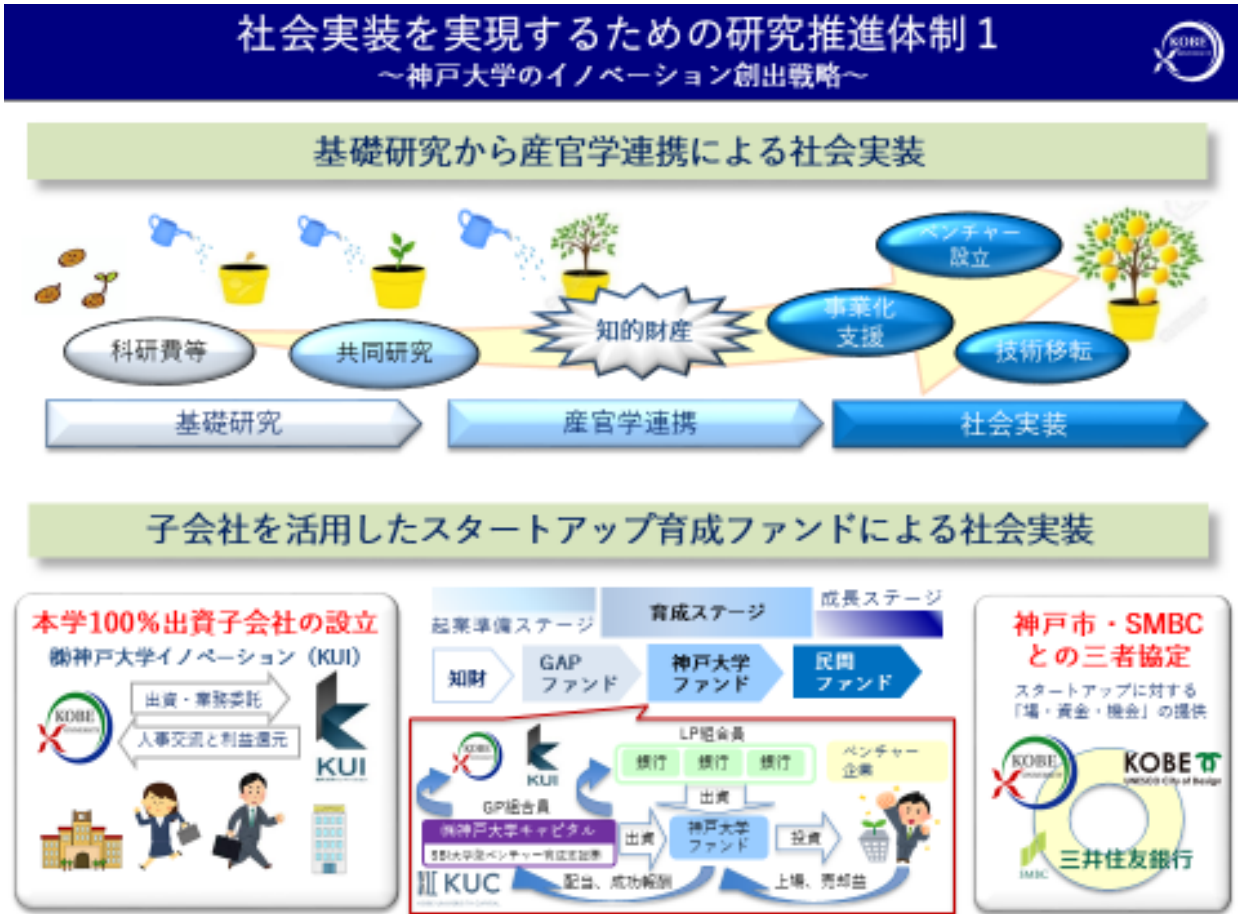 社会実装を実現するための研究推進体制1
～神戸大学のイノベーション創出戦略～
KOBE
基礎研究から産官学連携による社会実装
ベンチャー
設立
事業化
支援
知的財産
科研費等
共同研究
技術移転
基礎研究
産官学連携
社会実装
子会社を活用したスタートアップ育成ファンドによる社会実装
本学100%出資子会社の設立
㈱神戸大学イノベーション（KUI）
KOBE
出資・業務委託
人事交流と利益還元
KUI
起業準備ステージ
育成ステージ
成長ステージ
知財
GAP
ファンド
神戸大学
ファンド
民間
ファンド
KOBE
KUI
LP組合員
銀行
銀行
銀行
ベンチャー
企業
GP組合員
出資
㈱神戸大学キャピタル
出資
神戸大学
ファンド
投資
KUC
配当、成功報酬
上場、売却益
神戸市・SMBC
との三者協定
スタートアップに対する
「場・資金・機会」の提供
KOBE
KOBE
UNESCO City of Design
SMBC
三井住友銀行